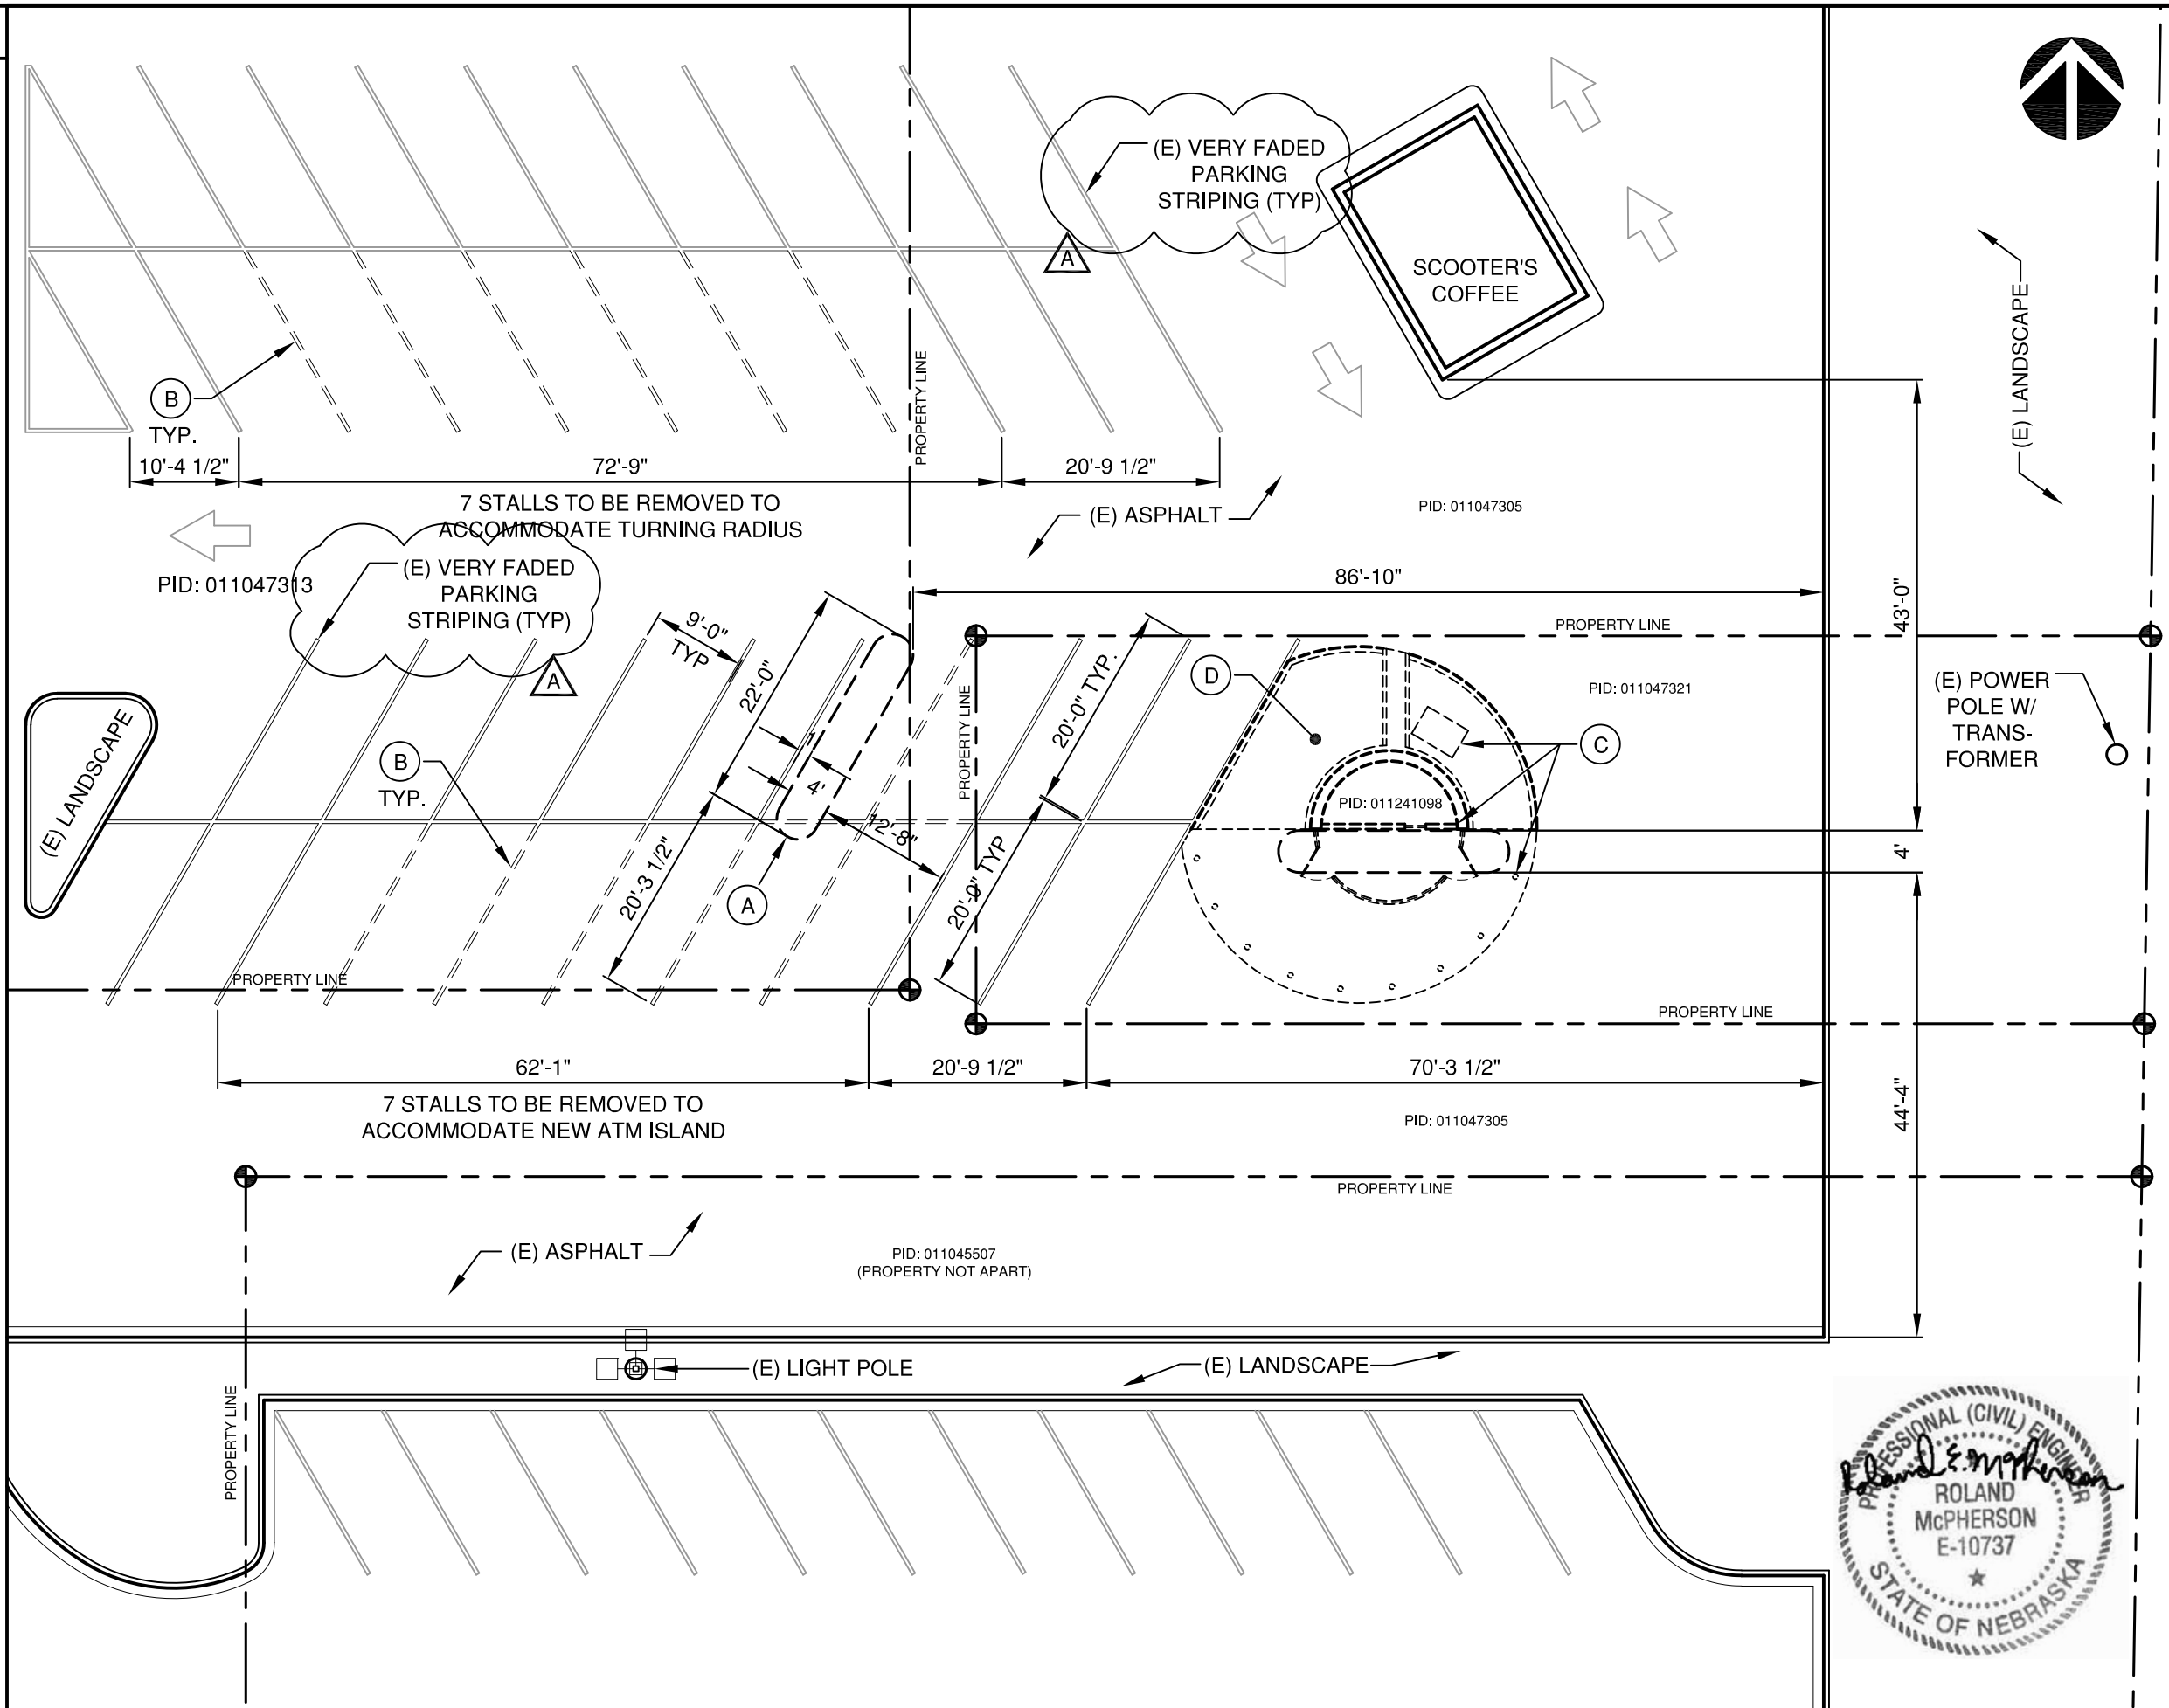 (E) VERY FADED
PARKING
STRIPING (TYP)
A
SCOOTER'S
COFFEE
(E) LANDSCAPE
B
TYP.
PROPERTY LINE
10'-4 1/2"
72'-9"
20'-9 1/2"
7 STALLS TO BE REMOVED TO
ACCOMMODATE TURNING RADIUS
(E) ASPHALT
PID: 011047305
PID: 011047313
(E) VERY FADED
PARKING
STRIPING (TYP)
A
86'-10"
43'-0"
9'-0"
TYP
22'-0"
PROPERTY LINE
20'-0" TYP.
PROPERTY LINE
D
PID: 011047321
(E) POWER
POLE W/
TRANS-
FORMER
(E) LANDSCAPE
B
TYP.
4'
12'-8"
C
PID: 011241098
4'
20'-3 1/2"
A
20'-0" TYP
PROPERTY LINE
PROPERTY LINE
62'-1"
20'-9 1/2"
70'-3 1/2"
7 STALLS TO BE REMOVED TO
ACCOMMODATE NEW ATM ISLAND
PID: 011047305
44'-4"
PROPERTY LINE
(E) ASPHALT
PID: 011045507
(PROPERTY NOT APART)
(E) LIGHT POLE
(E) LANDSCAPE
PROPERTY LINE
PROFESSIONAL (CIVIL) ENGINEER
Roland E. McPherson
ROLAND
McPHERSON
E-10737
STATE OF NEBRASKA